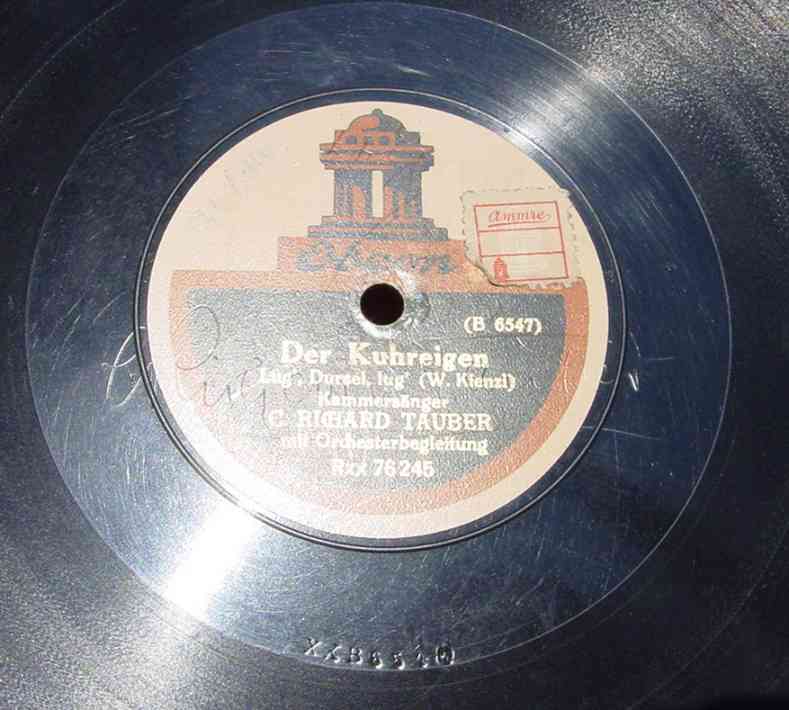 Odeon
ammre
(B 6547)
Der Kuhreigen
Lug', Dursel, lug' (W. Kienzl)
Kammersänger
C. RICHARD TAUBER
mit Orchesterbegleitung
Rxx 76245